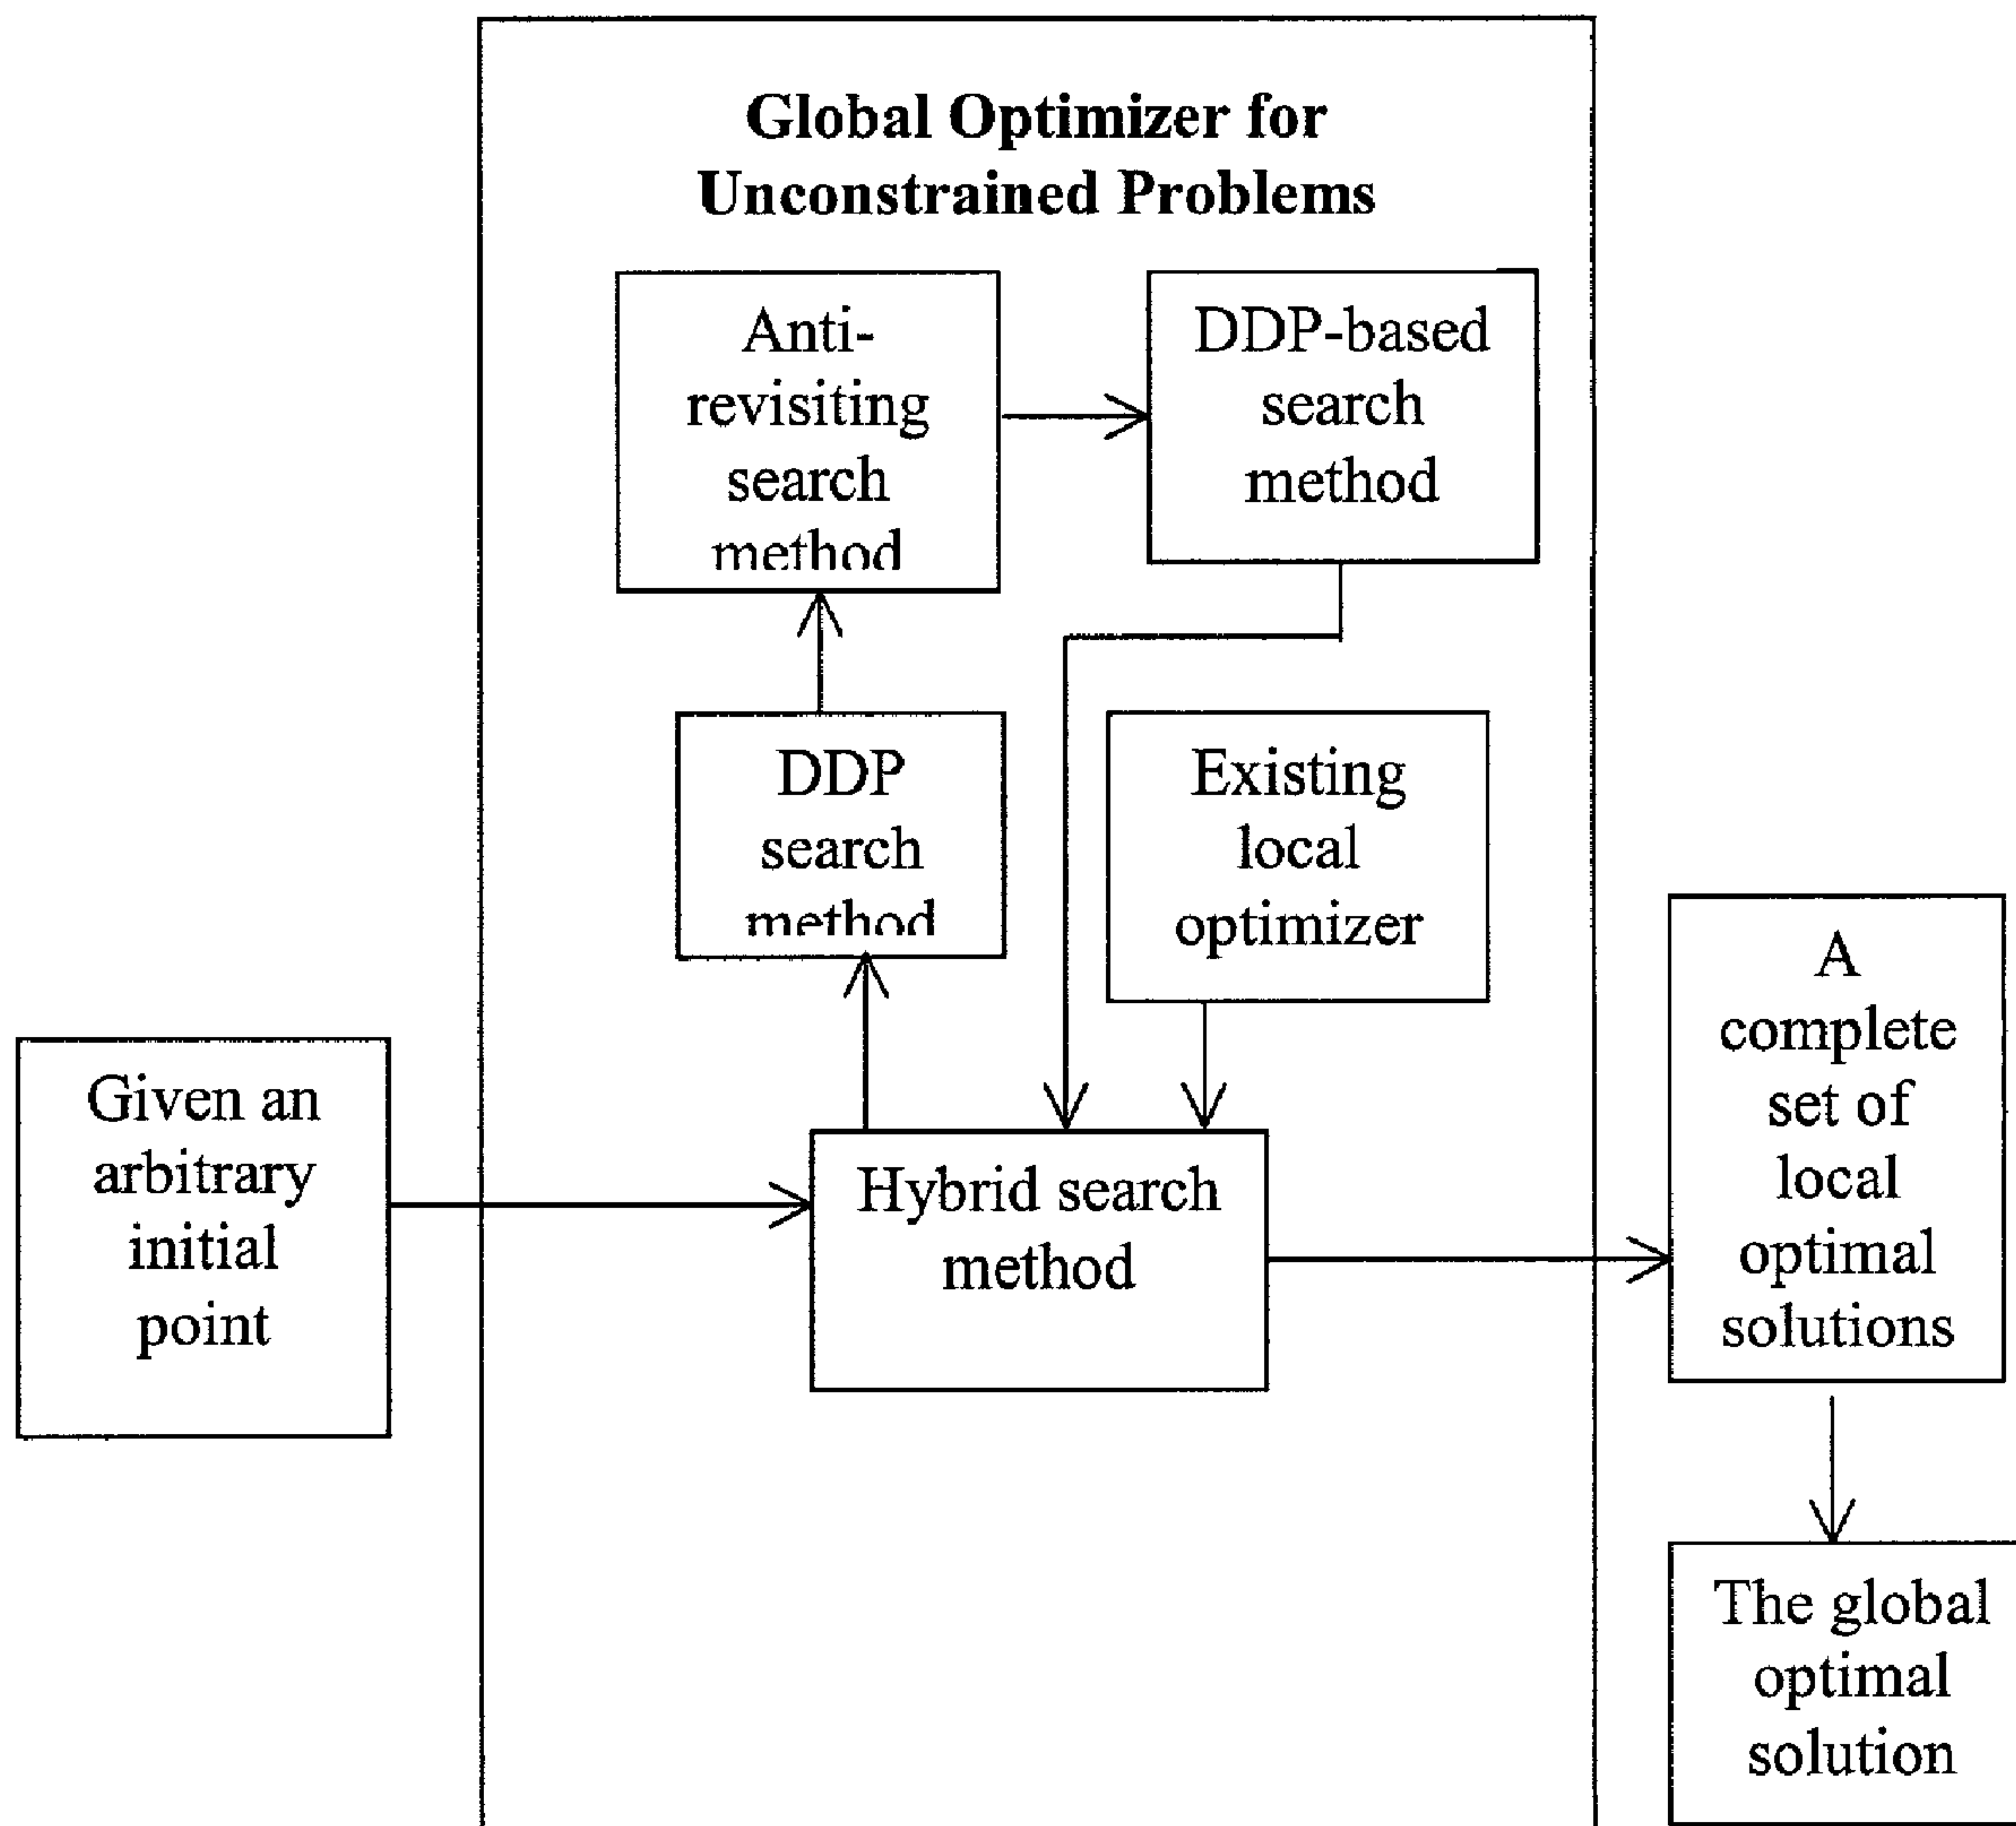 Global Optimizer for
Unconstrained Problems
Anti-
revisiting
search
method
DDP-based
search
method
DDP
search
method
Existing
local
optimizer
Given an
arbitrary
initial
point
Hybrid search
method
A
complete
set of
local
optimal
solutions
The global
optimal
solution